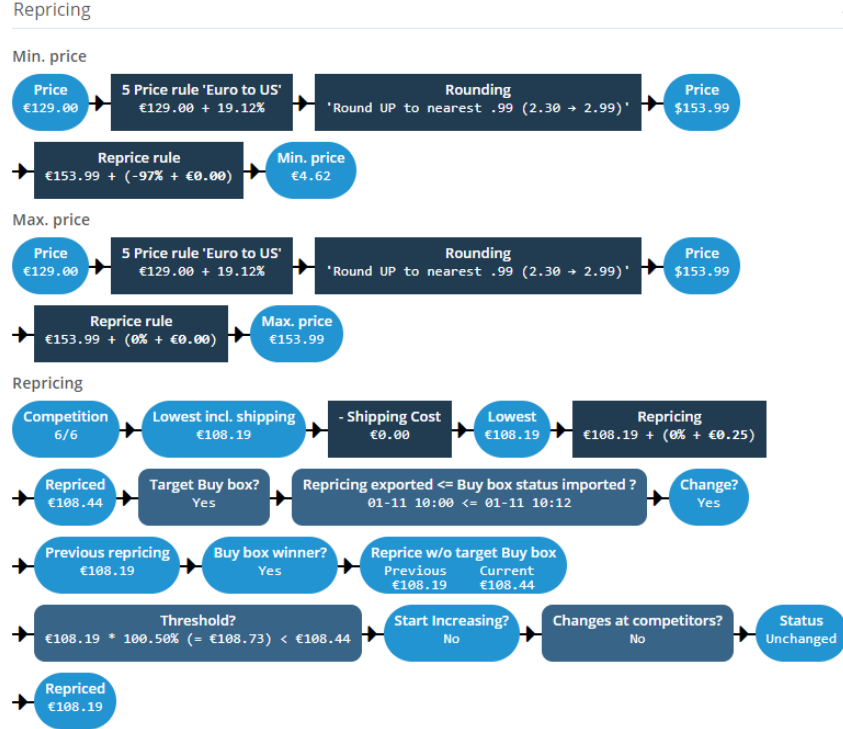 Repricing
Min. price
Price
€129.00
5 Price rule 'Euro to US'
€129.00 + 19.12%
Rounding
'Round UP to nearest .99 (2.30 → 2.99)'
Price
$153.99
Reprice rule
€153.99 + (-97% + €0.00)
Min. price
€4.62
Max. price
Price
€129.00
5 Price rule 'Euro to US'
€129.00 + 19.12%
Rounding
'Round UP to nearest .99 (2.30 → 2.99)'
Price
$153.99
Reprice rule
€153.99 + (0% + €0.00)
Max. price
€153.99
Repricing
Competition
6/6
Lowest incl. shipping
€108.19
- Shipping Cost
€0.00
Lowest
€108.19
Repricing
€108.19 + (0% + €0.25)
Repriced
€108.44
Target Buy box?
Yes
Repricing exported <= Buy box status imported ?
01-11 10:00 <= 01-11 10:12
Change?
Yes
Previous repricing
€108.19
Buy box winner?
Yes
Reprice w/o target Buy box
Previous Current
€108.19 €108.44
Threshold?
€108.19 * 100.50% (= €108.73) < €108.44
Start Increasing?
No
Changes at competitors?
No
Status
Unchanged
Repriced
€108.19